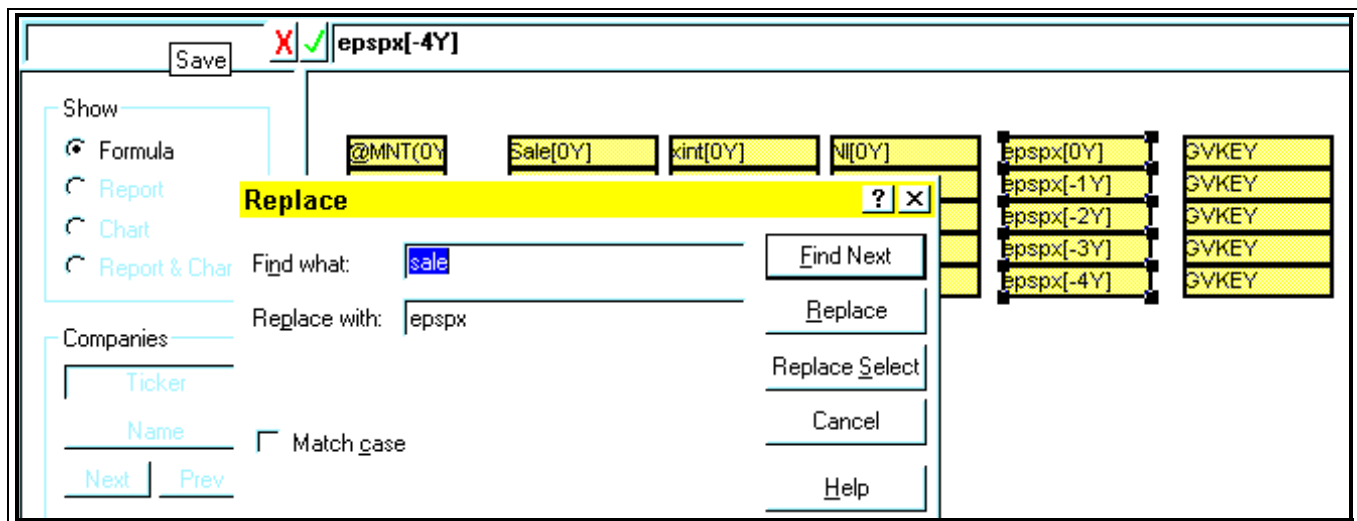 X ✓ epspx[-4Y]
Save
Show
Formula
Report
Chart
Report & Char
@MNT(0Y Sale[0Y] xint[0Y] NI[0Y] epspx[0Y] GVKEY
epspx[-1Y] GVKEY
epspx[-2Y] GVKEY
epspx[-3Y] GVKEY
epspx[-4Y] GVKEY
Replace ? ×
Find what: sale
Replace with: epspx
Match case
Find Next
Replace
Replace Select
Cancel
Help
Companies
Ticker
Name
Next Prev